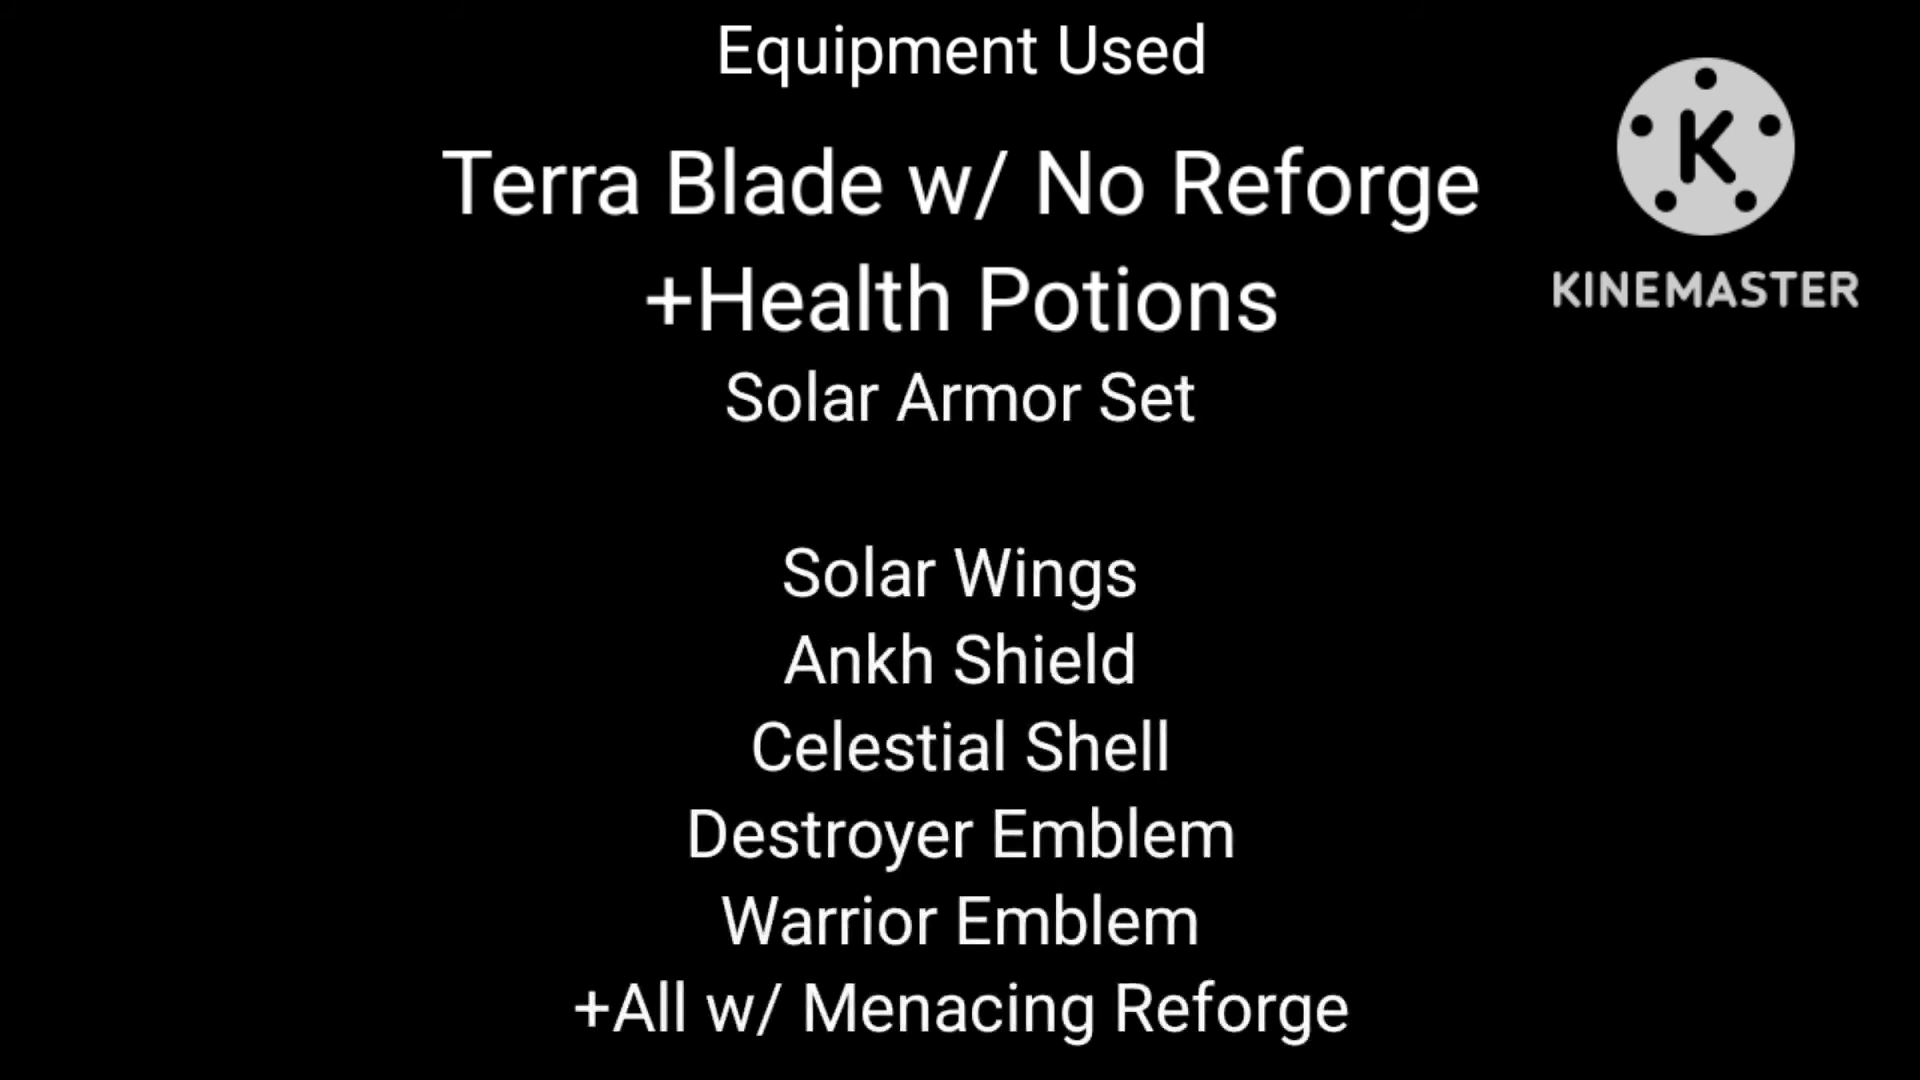 Equipment Used
Terra Blade w/ No Reforge
+Health Potions
Solar Armor Set
Solar Wings
Ankh Shield
Celestial Shell
Destroyer Emblem
Warrior Emblem
+All w/ Menacing Reforge
K
KINEMASTER